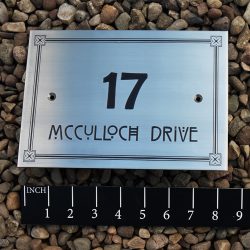 17
McCULLOCH DRIVE
INCH 1 2 3 4 5 6 7 8 9